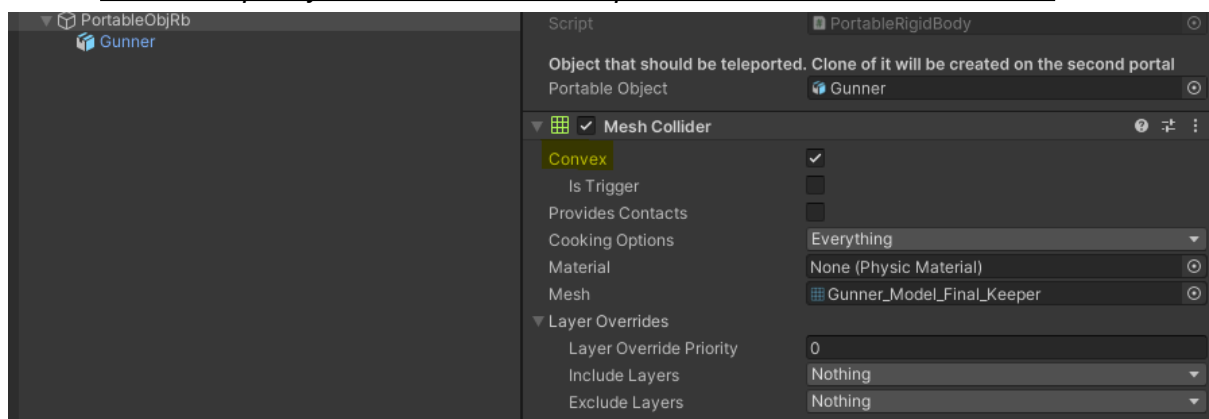 PortableObjRb
Gunner
Script PortableRigidBody
Object that should be teleported. Clone of it will be created on the second portal
Portable Object Gunner
Mesh Collider
Convex
Is Trigger
Provides Contacts
Cooking Options Everything
Material None (Physic Material)
Mesh Gunner_Model_Final_Keeper
Layer Overrides
Layer Override Priority 0
Include Layers Nothing
Exclude Layers Nothing